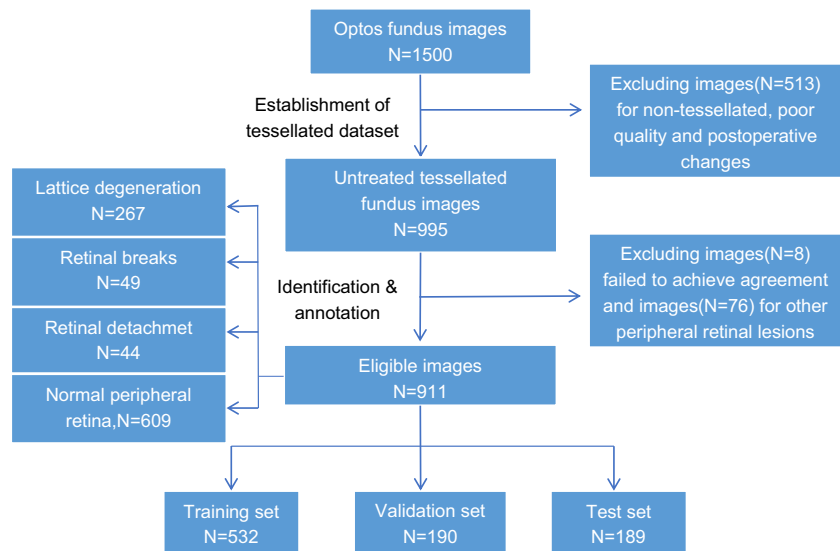 Optos fundus images
N=1500
Establishment of
tessellated dataset
Excluding images(N=513)
for non-tessellated, poor
quality and postoperative
changes
Untreated tessellated
fundus images
N=995
Lattice degeneration
N=267
Retinal breaks
N=49
Retinal detachmet
N=44
Normal peripheral
retina,N=609
Identification &
annotation
Excluding images(N=8)
failed to achieve agreement
and images(N=76) for other
peripheral retinal lesions
Eligible images
N=911
Training set
N=532
Validation set
N=190
Test set
N=189